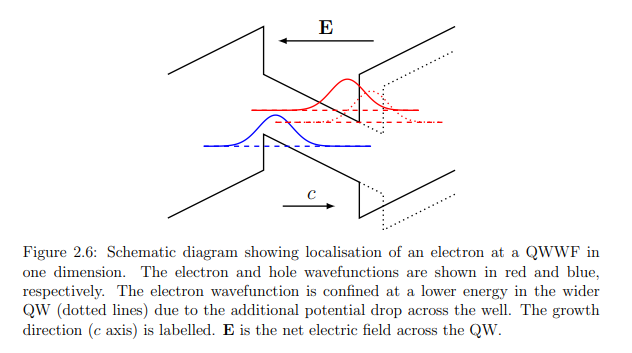 E
c
Figure 2.6: Schematic diagram showing localisation of an electron at a QWWF in
one dimension. The electron and hole wavefunctions are shown in red and blue,
respectively. The electron wavefunction is confined at a lower energy in the wider
QW (dotted lines) due to the additional potential drop across the well. The growth
direction (c axis) is labelled. E is the net electric field across the QW.